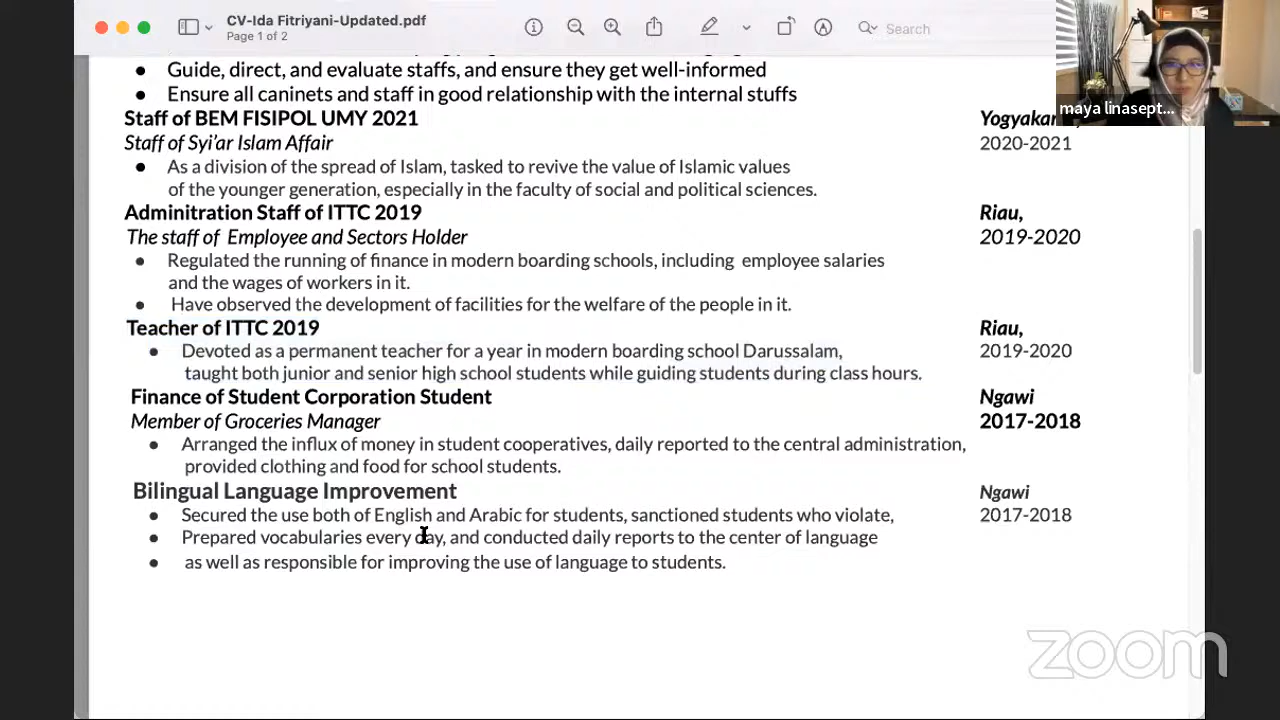 CV-Ida Fitriyani-Updated.pdf
Page 1 of 2
Search
maya linasept...
● Guide, direct, and evaluate staffs, and ensure they get well-informed
● Ensure all caninets and staff in good relationship with the internal stuffs
Staff of BEM FISIPOL UMY 2021
Staff of Syi'ar Islam Affair 2020-2021
● As a division of the spread of Islam, tasked to revive the value of Islamic values
of the younger generation, especially in the faculty of social and political sciences.
Adminitration Staff of ITTC 2019 Riau,
The staff of Employee and Sectors Holder 2019-2020
● Regulated the running of finance in modern boarding schools, including employee salaries
and the wages of workers in it.
● Have observed the development of facilities for the welfare of the people in it.
Teacher of ITTC 2019 Riau,
● Devoted as a permanent teacher for a year in modern boarding school Darussalam, 2019-2020
taught both junior and senior high school students while guiding students during class hours.
Finance of Student Corporation Student Ngawi
Member of Groceries Manager 2017-2018
● Arranged the influx of money in student cooperatives, daily reported to the central administration,
provided clothing and food for school students.
Bilingual Language Improvement Ngawi
● Secured the use both of English and Arabic for students, sanctioned students who violate, 2017-2018
● Prepared vocabularies every day, and conducted daily reports to the center of language
● as well as responsible for improving the use of language to students.
zoom